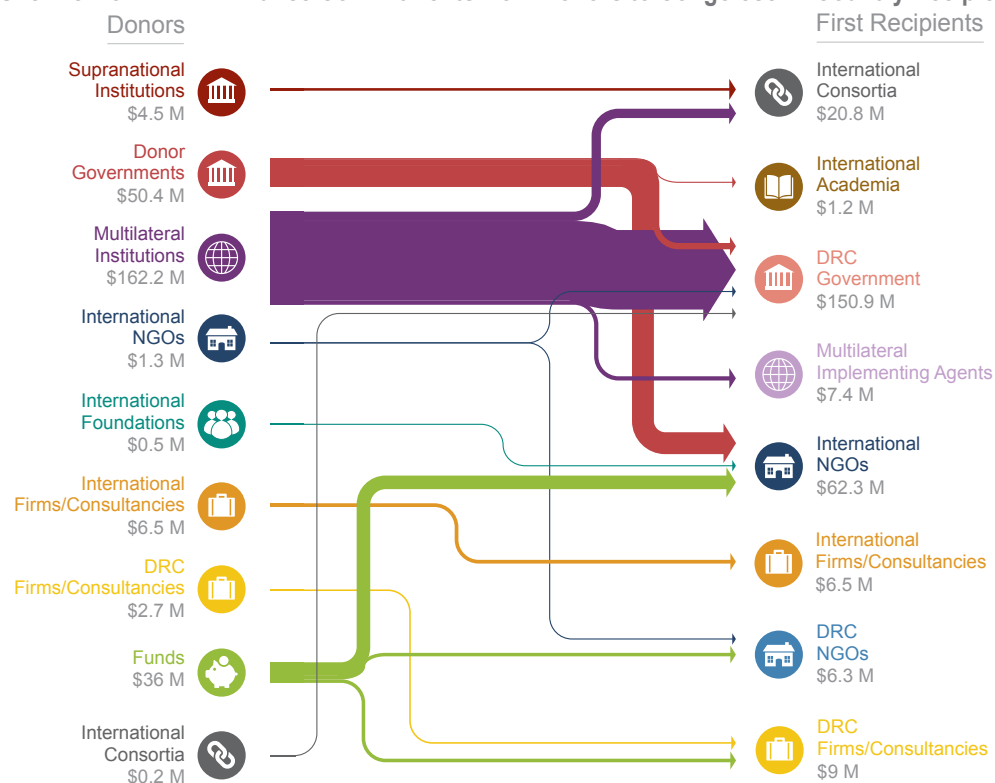 Donors
First Recipients
Supranational
Institutions
$4.5 M
Donor
Governments
$50.4 M
Multilateral
Institutions
$162.2 M
International
NGOs
$1.3 M
International
Foundations
$0.5 M
International
Firms/Consultancies
$6.5 M
DRC
Firms/Consultancies
$2.7 M
Funds
$36 M
International
Consortia
$0.2 M
International
Consortia
$20.8 M
International
Academia
$1.2 M
DRC
Government
$150.9 M
Multilateral
Implementing Agents
$7.4 M
International
NGOs
$62.3 M
International
Firms/Consultancies
$6.5 M
DRC
NGOs
$6.3 M
DRC
Firms/Consultancies
$9 M